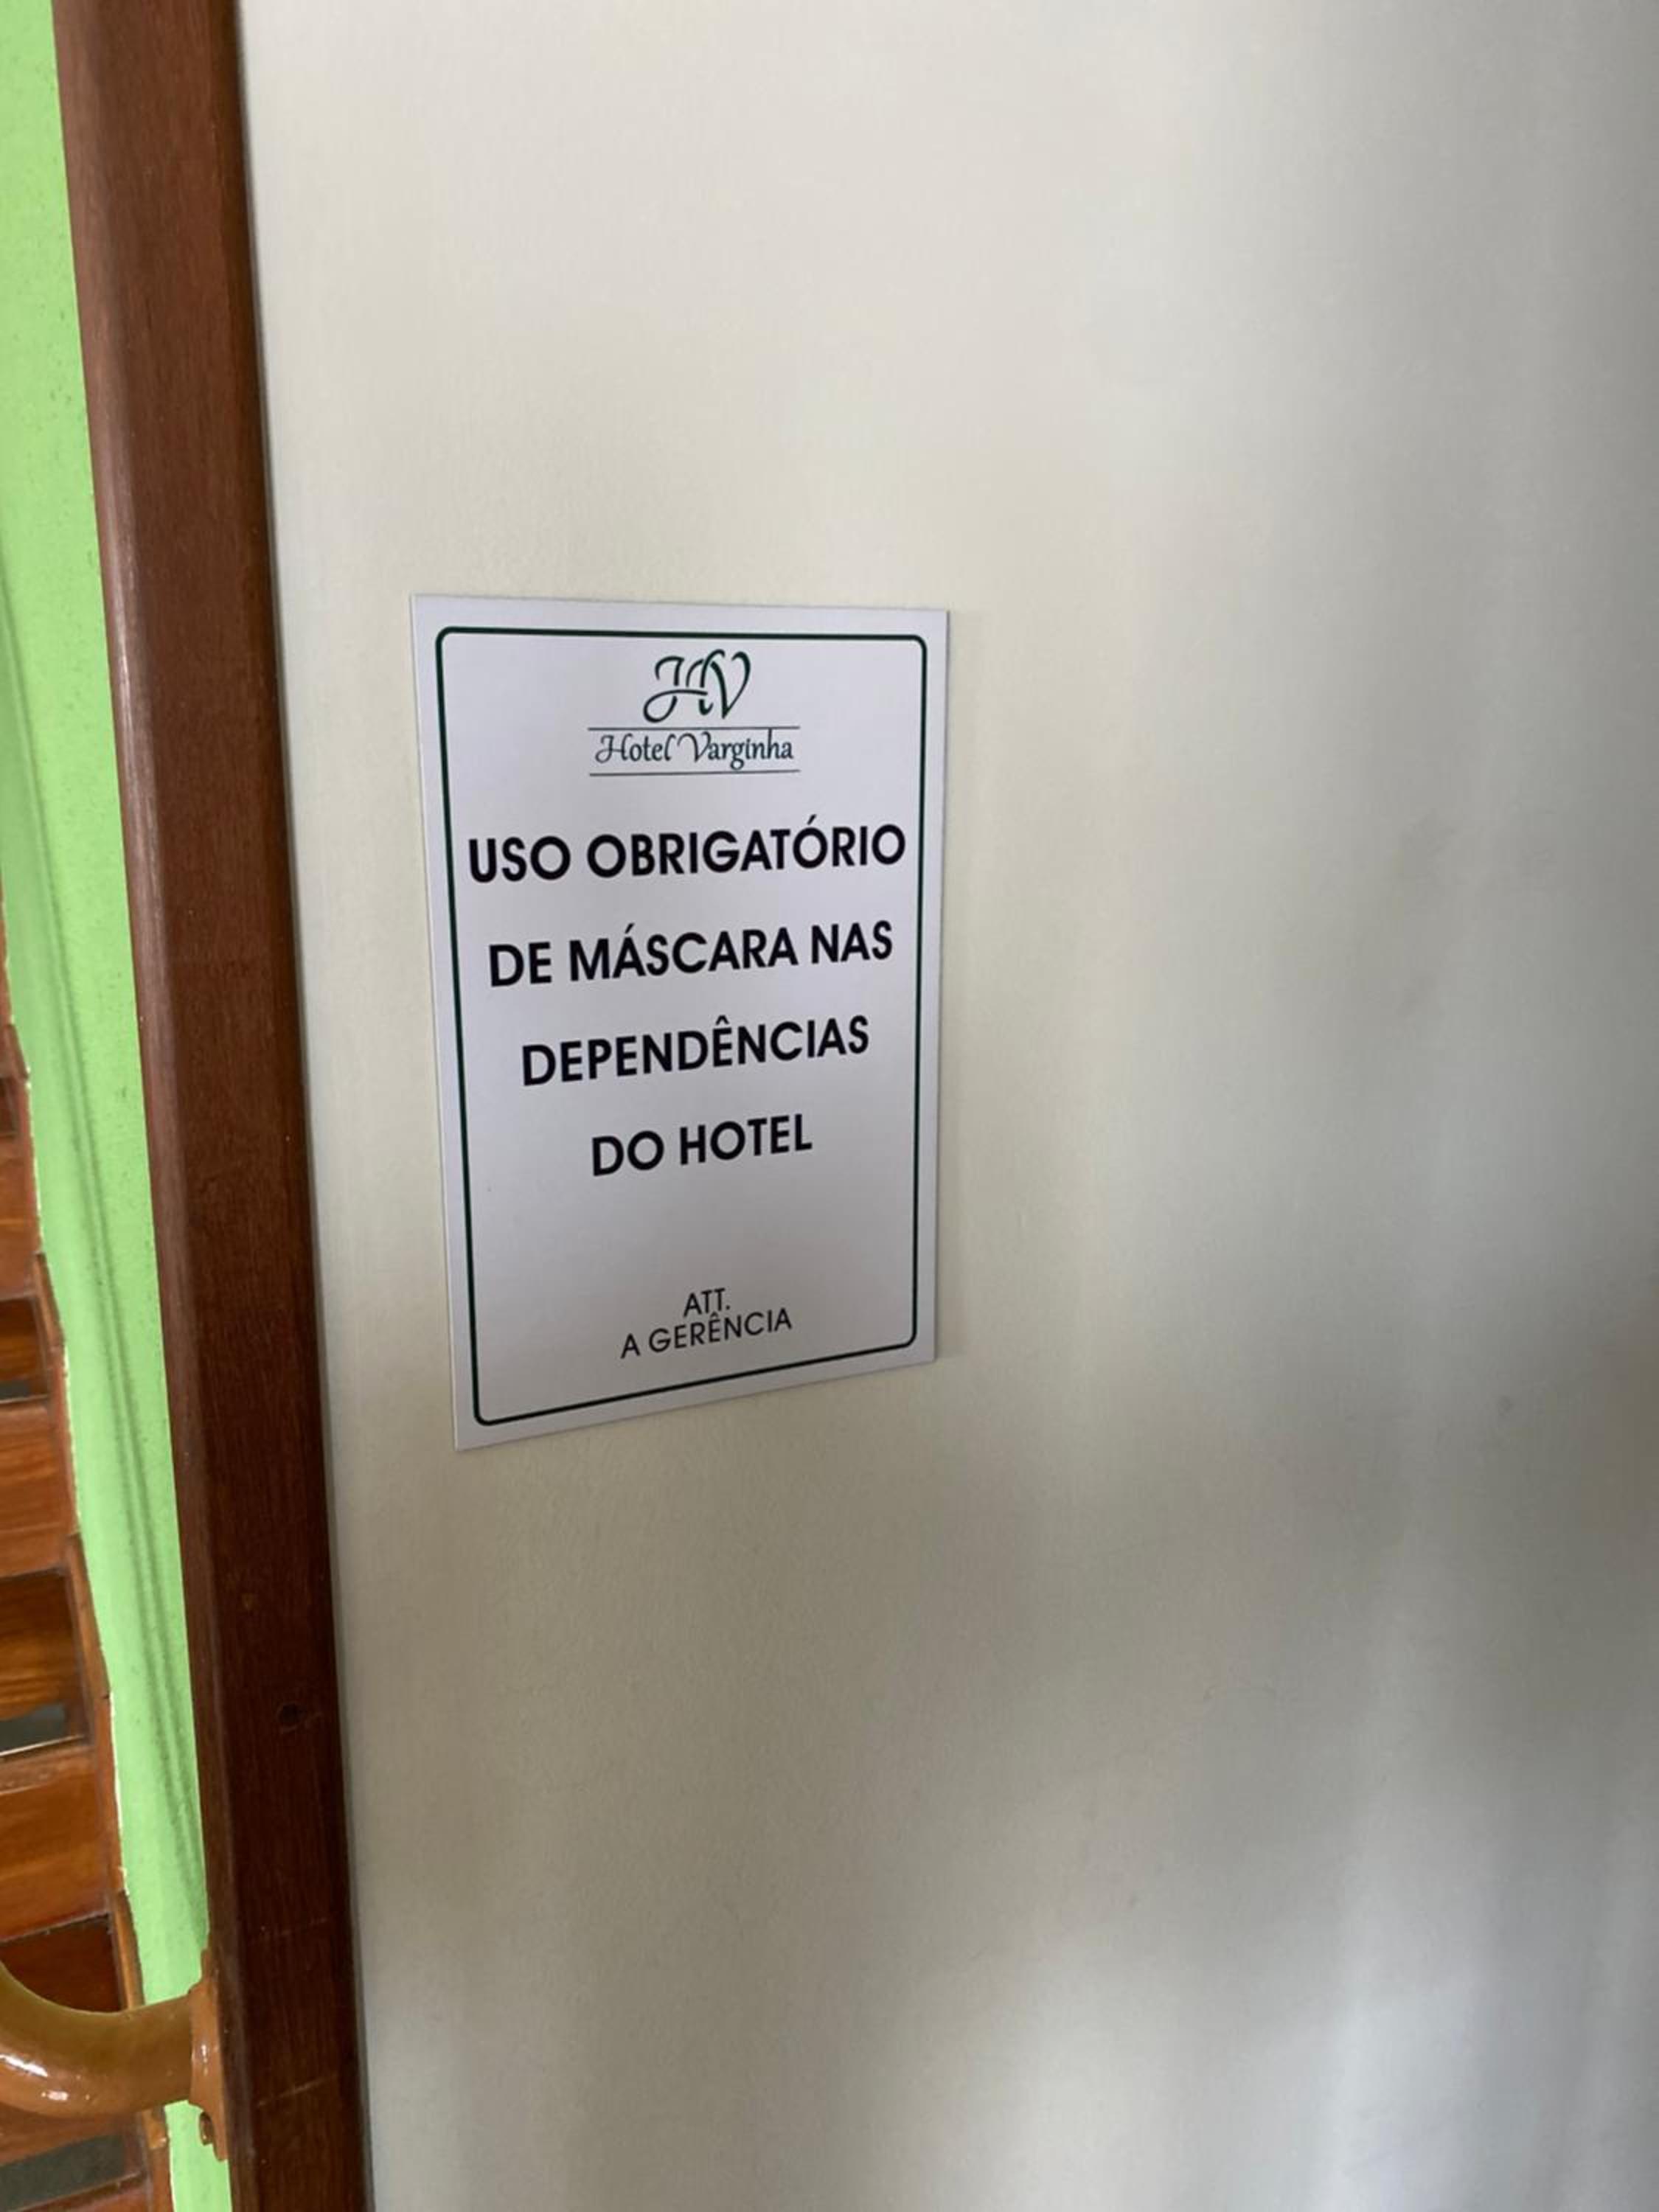 HV
Hotel Varginha
USO OBRIGATÓRIO
DE MÁSCARA NAS
DEPENDÊNCIAS
DO HOTEL
ATT.
A GERÊNCIA